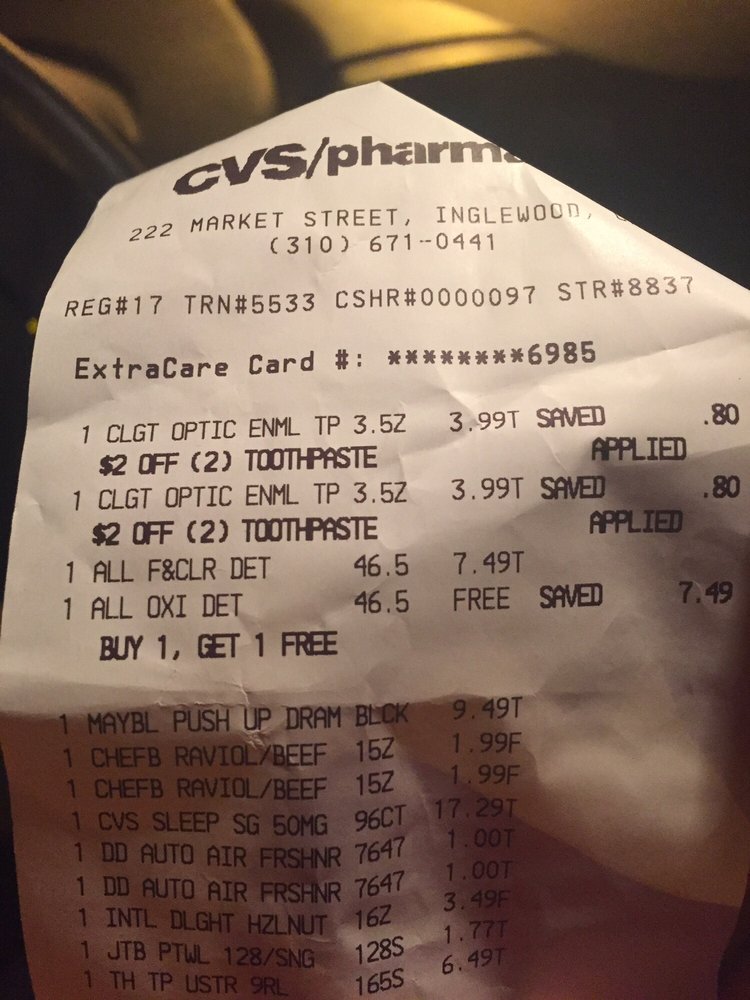 CVS/pharma
222 MARKET STREET, INGLEWOOD,
(310) 671-0441
REG#17 TRN#5533 CSHR#0000097 STR#8837
ExtraCare Card #: ********6985
1 CLGT OPTIC ENML TP 3.5Z 3.99T SAVED .80
$2 OFF (2) TOOTHPASTE APPLIED
1 CLGT OPTIC ENML TP 3.5Z 3.99T SAVED .80
$2 OFF (2) TOOTHPASTE APPLIED
1 ALL F&CLR DET 46.5 7.49T
1 ALL OXI DET 46.5 FREE SAVED 7.49
BUY 1, GET 1 FREE
1 MAYBL PUSH UP DRAM BLCK 9.49T
1 CHEFB RAVIOL/BEEF 15Z 1.99F
1 CHEFB RAVIOL/BEEF 15Z 1.99F
1 CVS SLEEP SG 50MG 96CT 17.29T
1 DD AUTO AIR FRSHNR 7647 1.00T
1 DD AUTO AIR FRSHNR 7647 1.00T
1 INTL DLGHT HZLNUT 16Z 3.49F
1 JTB PTWL 128/SNG 128S 1.77T
1 TH TP USTR 9RL 165S 6.49T